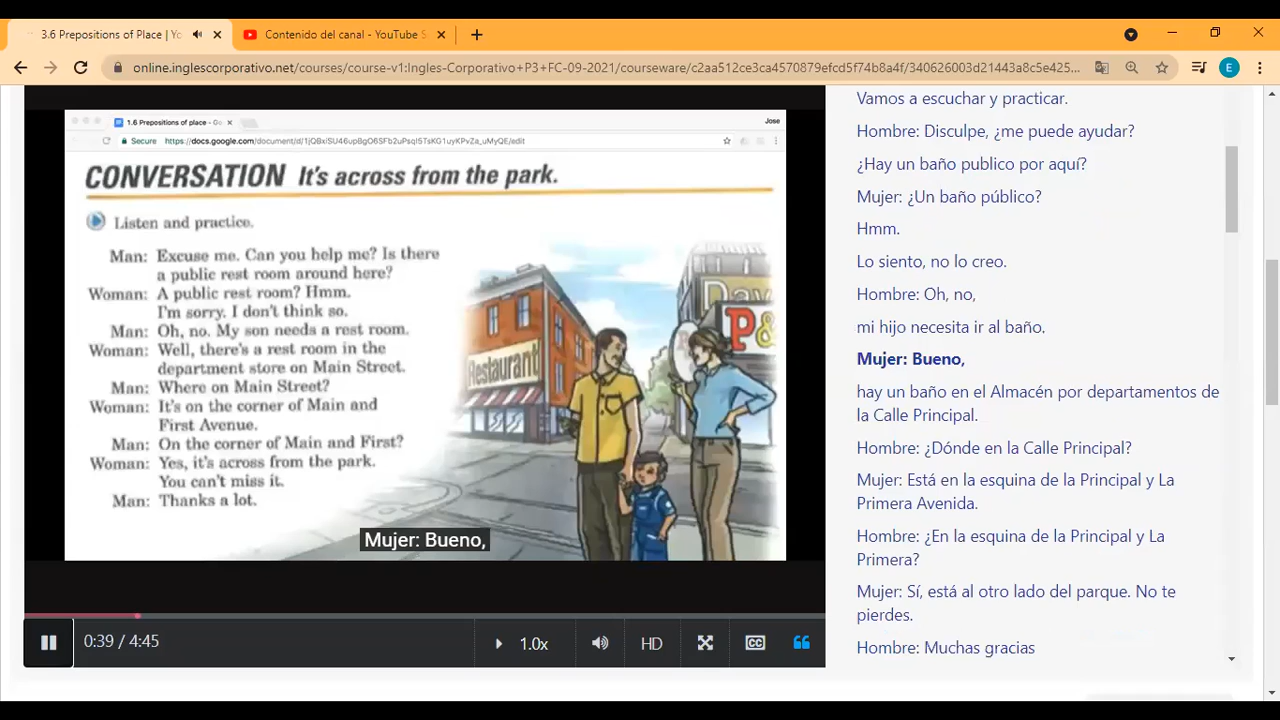 3.6 Prepositions of Place | Yo
Contenido del canal - YouTube S
online.inglescorporativo.net/courses/course-v1:Ingles-Corporativo+P3+FC-09-2021/courseware/c2aa512ce3ca4570879efcd5f74b8a4f/340626003d21443a8c5e425...
E
1.6 Prepositions of place - Go
Jose
Secure
CONVERSATION It's across from the park.
Listen and practice.
Man: Excuse me. Can you help me? Is there
a public rest room around here?
Woman: A public rest room? Hmm.
I'm sorry. I don't think so.
Man: Oh, no. My son needs a rest room.
Woman: Well, there's a rest room in the
department store on Main Street.
Man: Where on Main Street?
Woman: It's on the corner of Main and
First Avenue.
Man: On the corner of Main and First?
Woman: Yes, it's across from the park.
You can't miss it.
Man: Thanks a lot.
Restaurant
Dav
P&
Mujer: Bueno,
0:39 / 4:45
1.0x
HD
CC
Vamos a escuchar y practicar.
Hombre: Disculpe, ¿me puede ayudar?
¿Hay un baño publico por aquí?
Mujer: ¿Un baño público?
Hmm.
Lo siento, no lo creo.
Hombre: Oh, no,
mi hijo necesita ir al baño.
Mujer: Bueno,
hay un baño en el Almacén por departamentos de
la Calle Principal.
Hombre: ¿Dónde en la Calle Principal?
Mujer: Está en la esquina de la Principal y La
Primera Avenida.
Hombre: ¿En la esquina de la Principal y La
Primera?
Mujer: Sí, está al otro lado del parque. No te
pierdes.
Hombre: Muchas gracias